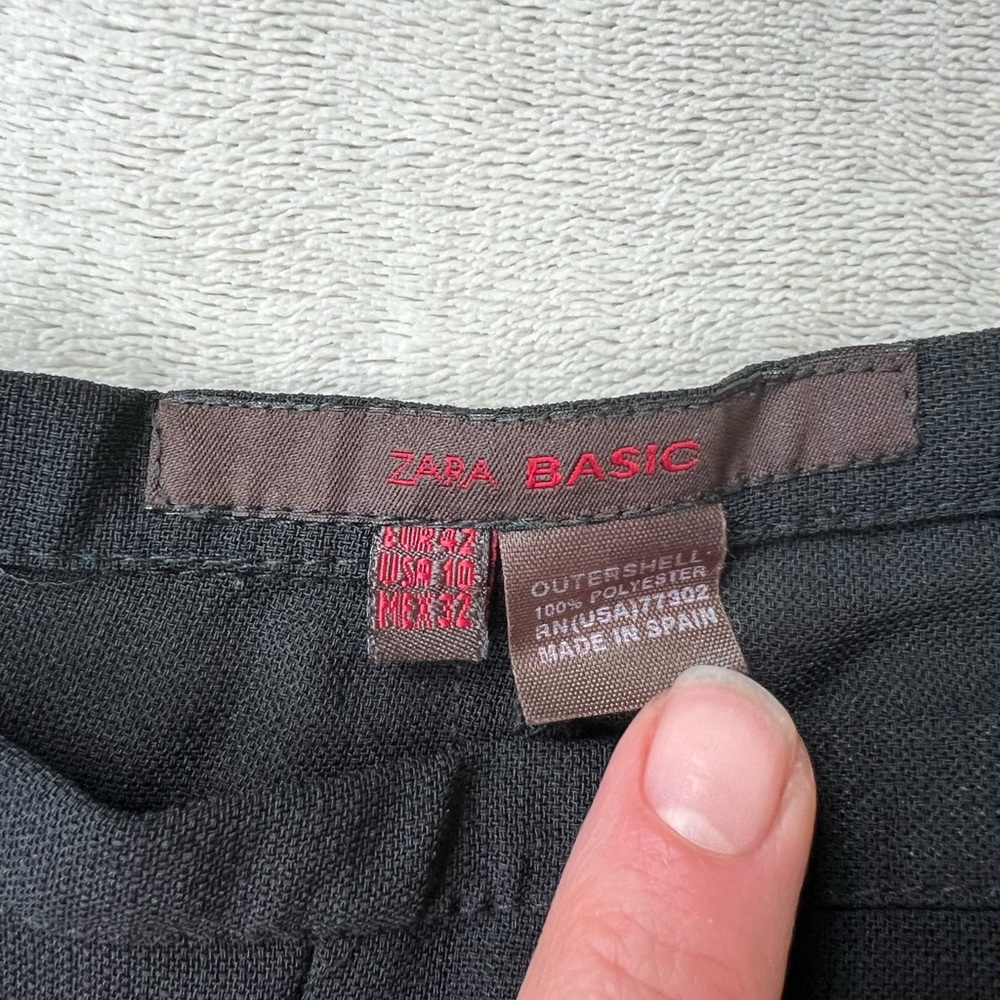 ZARA BASIC
EUR 42
USA 10
MEX 32
OUTERSHELL:
100% POLYESTER
RN(USA)77302
MADE IN SPAIN